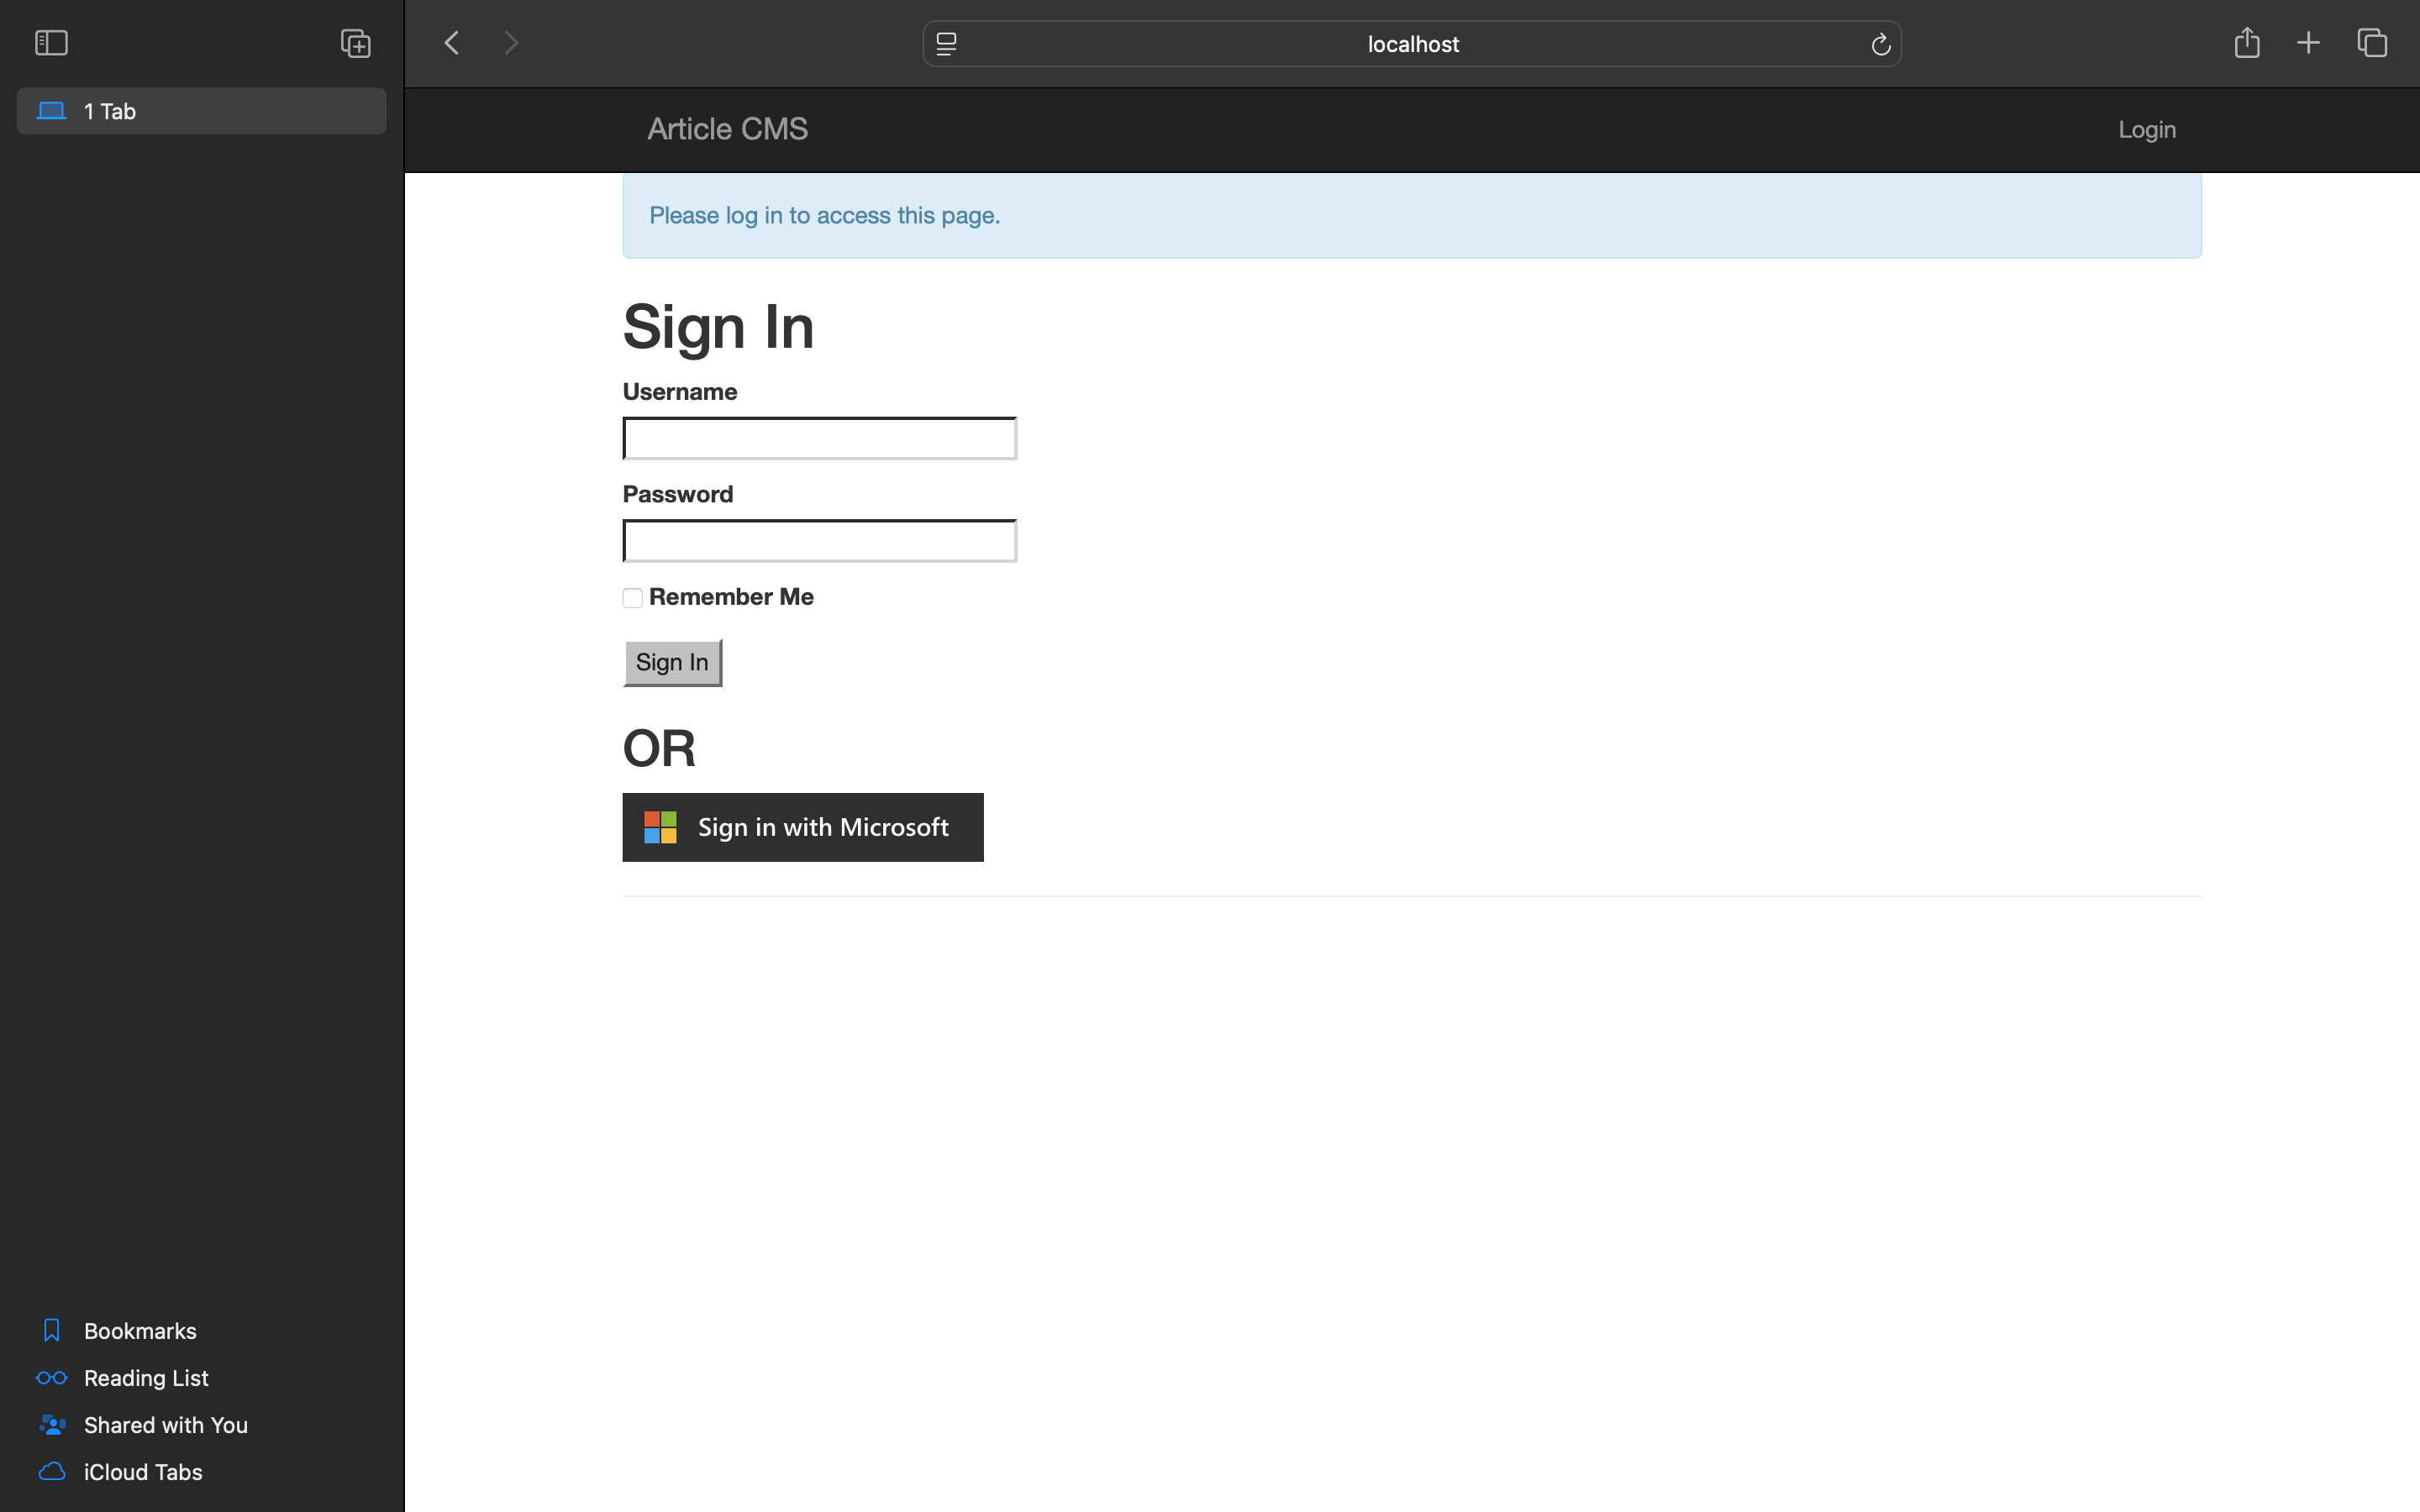 1 Tab
localhost
Article CMS
Login
Please log in to access this page.
Sign In
Username
Password
Remember Me
Sign In
OR
Sign in with Microsoft
Bookmarks
Reading List
Shared with You
iCloud Tabs